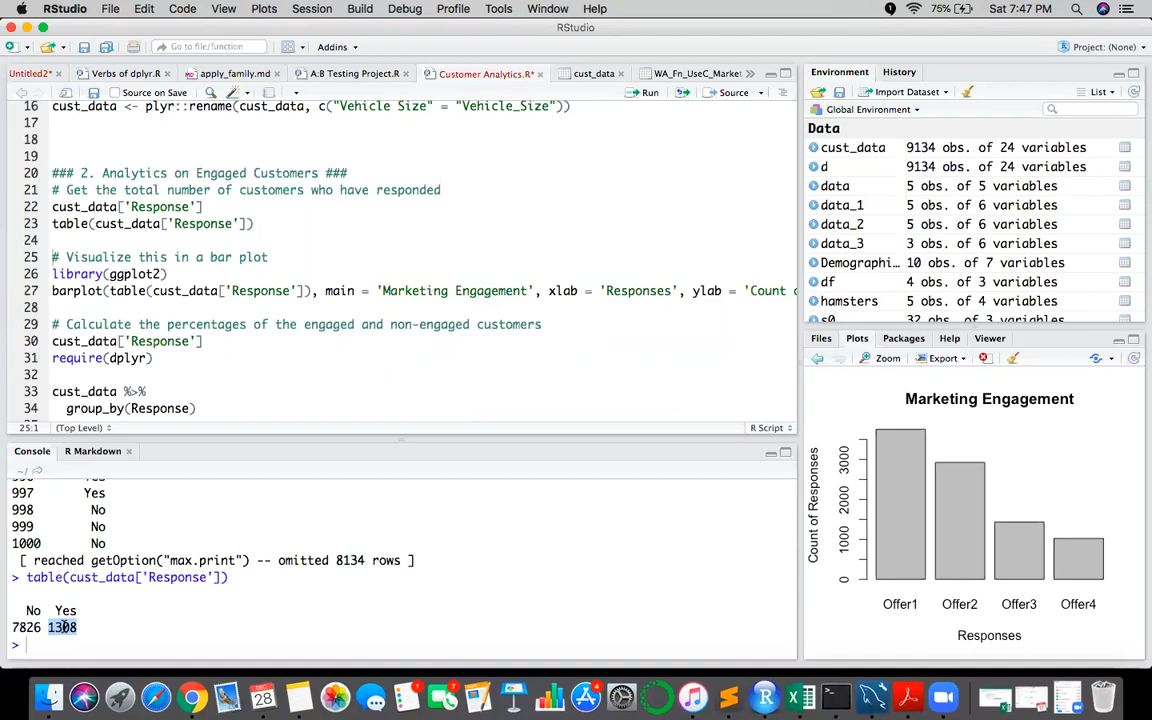 RStudio File Edit Code View Plots Session Build Debug Profile Tools Window Help 1 75% Sat 7:47 PM
RStudio
Go to file/function Addins Project: (None)
Untitled2* Verbs of dplyr.R apply_family.md A:B Testing Project.R Customer Analytics.R* cust_data WA_Fn_UseC_Market
Source on Save Run Source
16 cust_data <- plyr::rename(cust_data, c("Vehicle Size" = "Vehicle_Size"))
17
18
19
20 ### 2. Analytics on Engaged Customers ###
21 # Get the total number of customers who have responded
22 cust_data['Response']
23 table(cust_data['Response'])
24
25 # Visualize this in a bar plot
26 library(ggplot2)
27 barplot(table(cust_data['Response']), main = 'Marketing Engagement', xlab = 'Responses', ylab = 'Count o
28
29 # Calculate the percentages of the engaged and non-engaged customers
30 cust_data['Response']
31 require(dplyr)
32
33 cust_data %>%
34 group_by(Response)
25:1 (Top Level) R Script
Console R Markdown
~/
997 Yes
998 No
999 No
1000 No
[ reached getOption("max.print") -- omitted 8134 rows ]
> table(cust_data['Response'])
No Yes
7826 1308
>
Environment History
Import Dataset List
Global Environment
Data
cust_data 9134 obs. of 24 variables
d 9134 obs. of 24 variables
data 5 obs. of 5 variables
data_1 5 obs. of 6 variables
data_2 5 obs. of 6 variables
data_3 3 obs. of 6 variables
Demographi… 10 obs. of 7 variables
df 4 obs. of 3 variables
hamsters 5 obs. of 4 variables
s0 32 obs. of 3 variables
Files Plots Packages Help Viewer
Zoom Export
Marketing Engagement
Count of Responses
3000
2000
1000
0
Offer1 Offer2 Offer3 Offer4
Responses